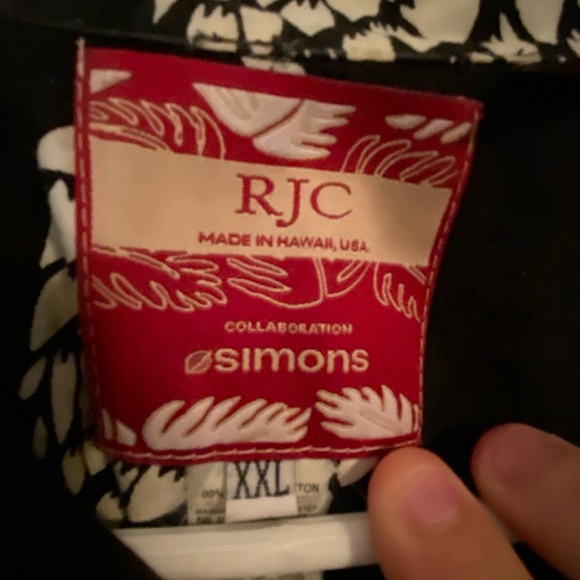 RJC
MADE IN HAWAII, USA
COLLABORATION
simons
XXL